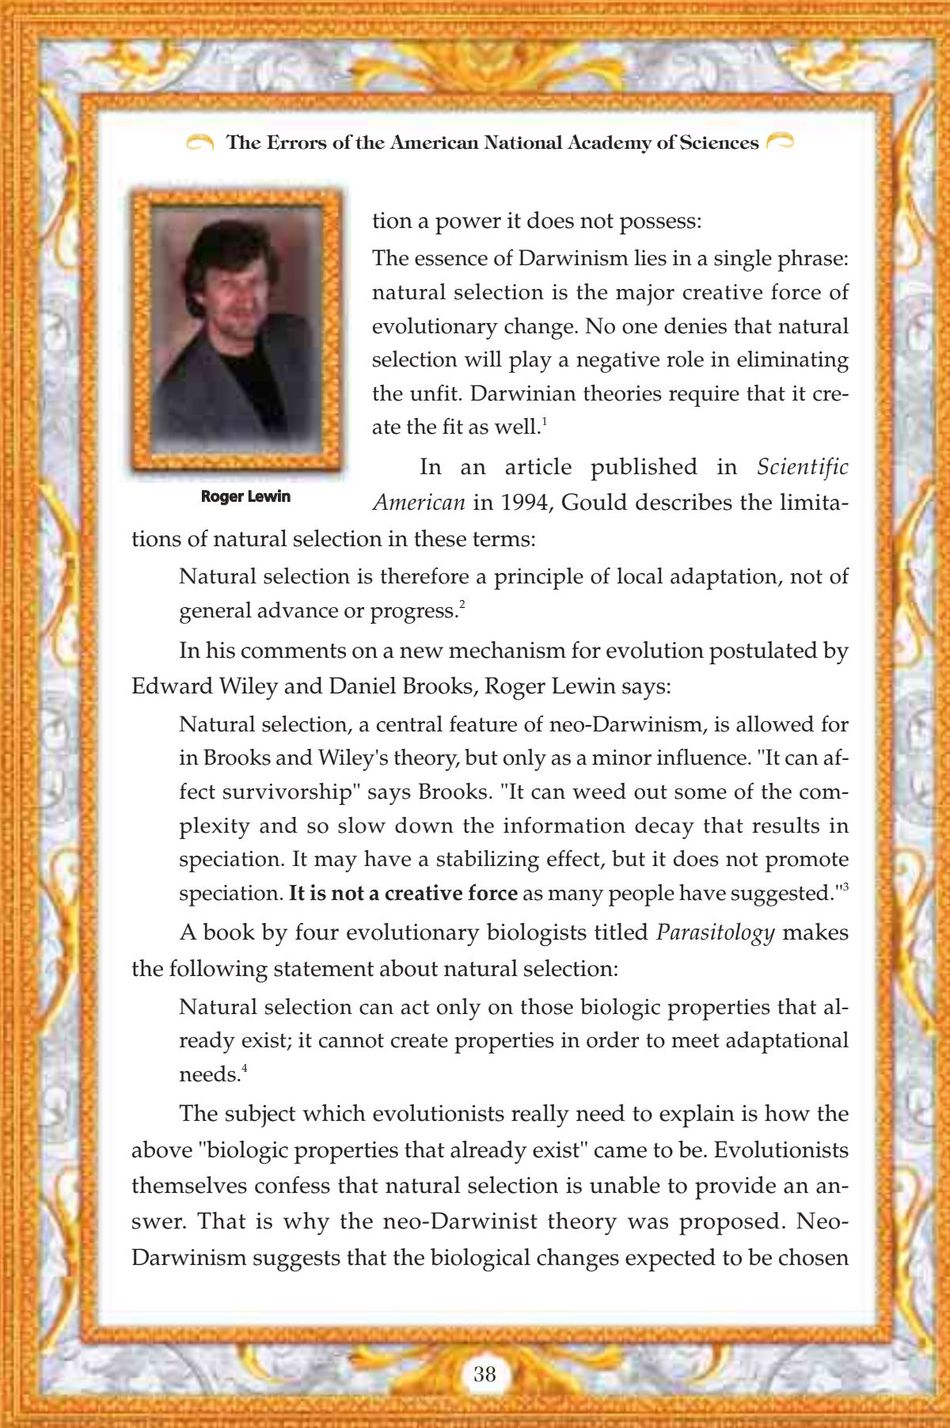 The Errors of the American National Academy of Sciences
Roger Lewin
tion a power it does not possess:
The essence of Darwinism lies in a single phrase:
natural selection is the major creative force of
evolutionary change. No one denies that natural
selection will play a negative role in eliminating
the unfit. Darwinian theories require that it cre-
ate the fit as well.1
In an article published in Scientific
American in 1994, Gould describes the limita-
tions of natural selection in these terms:
Natural selection is therefore a principle of local adaptation, not of
general advance or progress.2
In his comments on a new mechanism for evolution postulated by
Edward Wiley and Daniel Brooks, Roger Lewin says:
Natural selection, a central feature of neo-Darwinism, is allowed for
in Brooks and Wiley's theory, but only as a minor influence. "It can af-
fect survivorship" says Brooks. "It can weed out some of the com-
plexity and so slow down the information decay that results in
speciation. It may have a stabilizing effect, but it does not promote
speciation. It is not a creative force as many people have suggested."3
A book by four evolutionary biologists titled Parasitology makes
the following statement about natural selection:
Natural selection can act only on those biologic properties that al-
ready exist; it cannot create properties in order to meet adaptational
needs.4
The subject which evolutionists really need to explain is how the
above "biologic properties that already exist" came to be. Evolutionists
themselves confess that natural selection is unable to provide an an-
swer. That is why the neo-Darwinist theory was proposed. Neo-
Darwinism suggests that the biological changes expected to be chosen
38